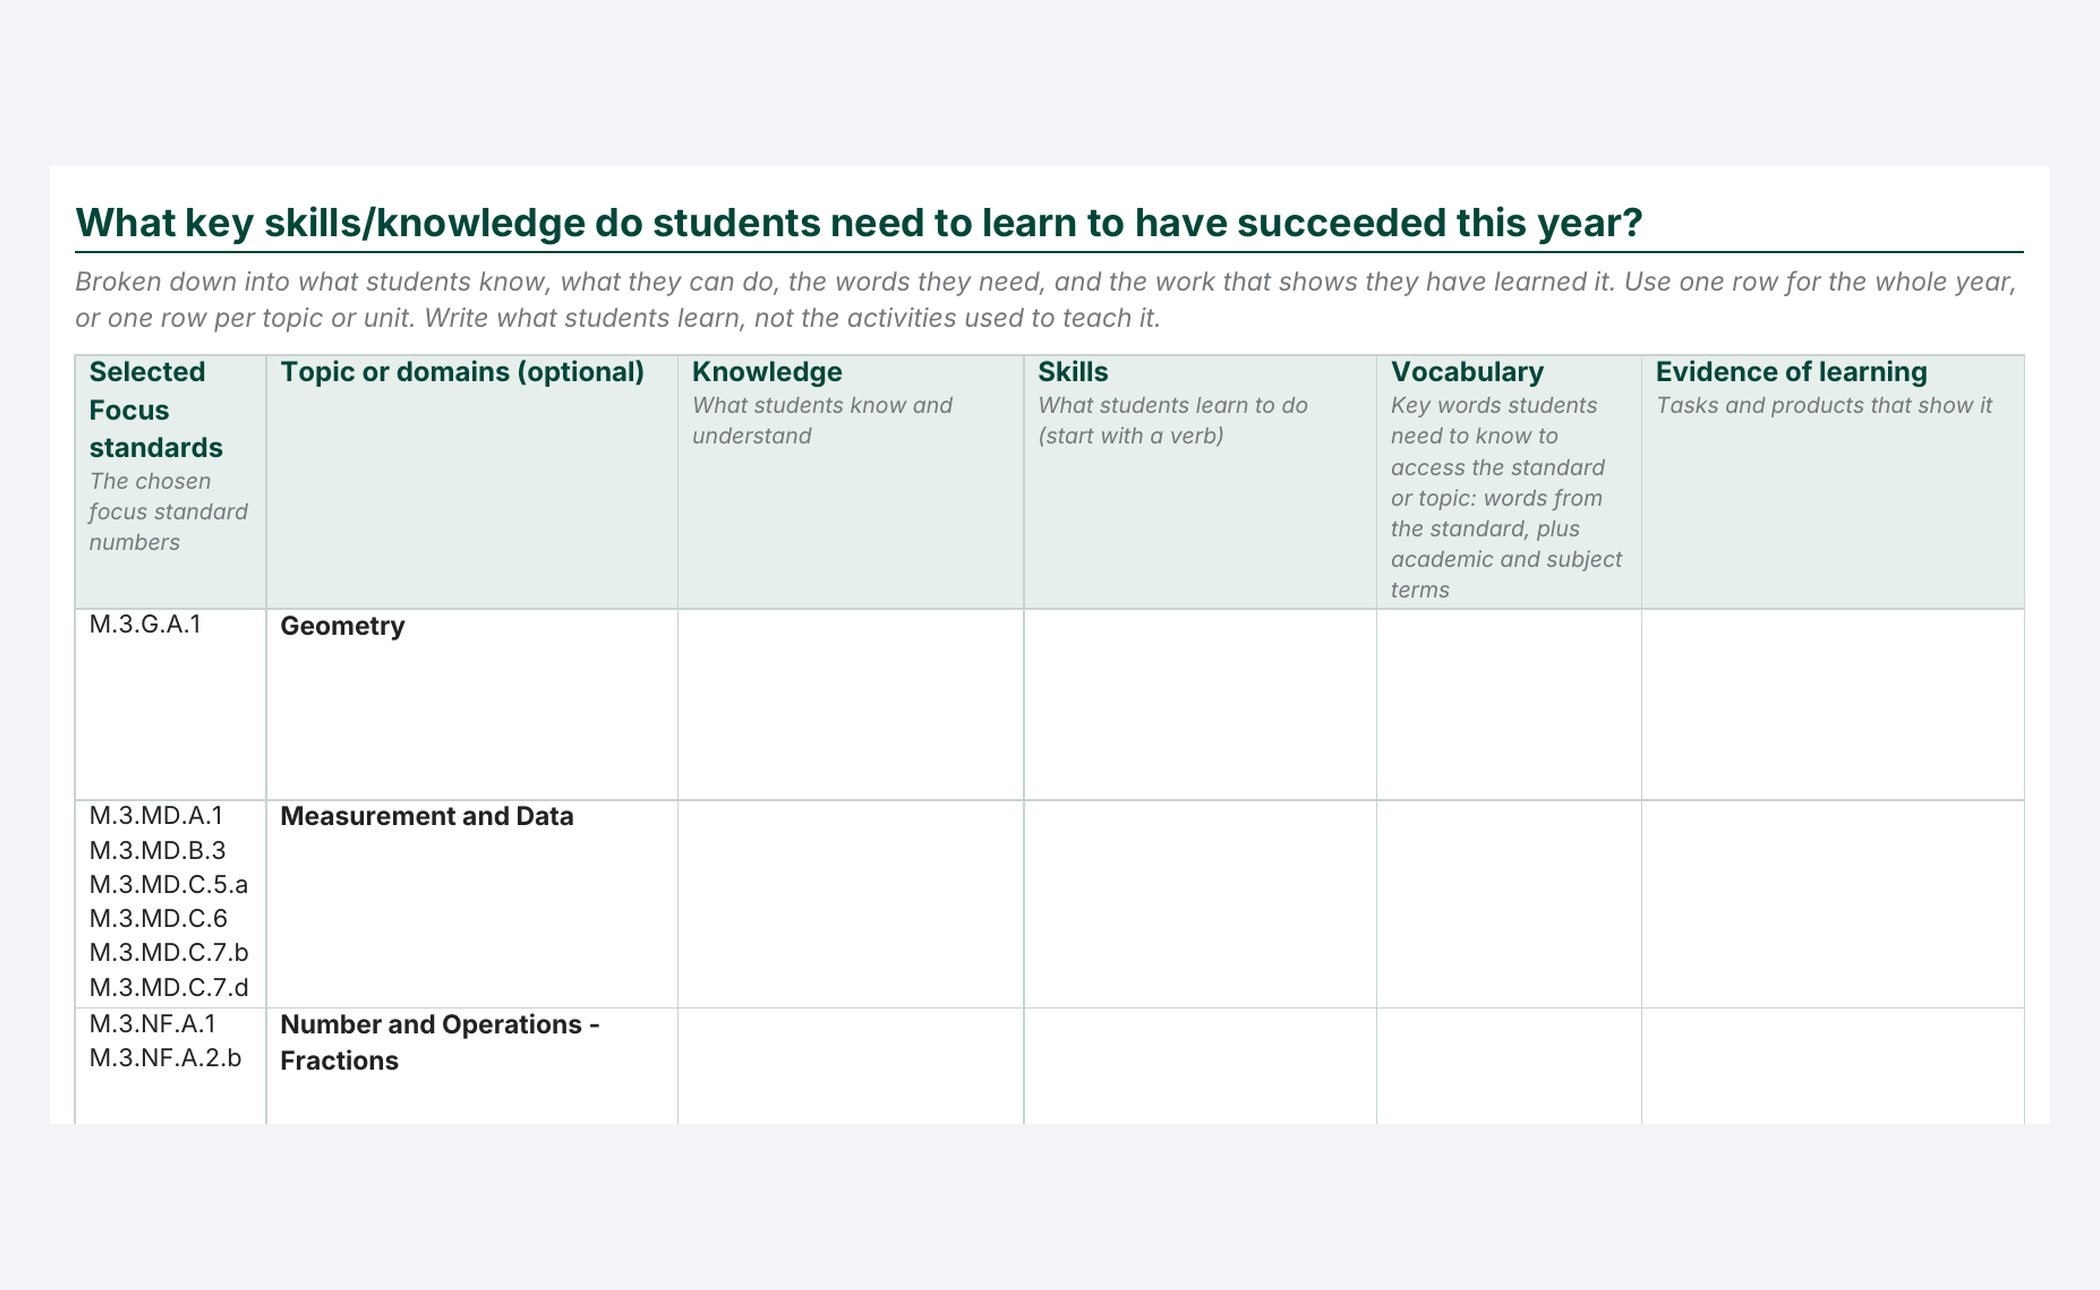 What key skills/knowledge do students need to learn to have succeeded this year?
Broken down into what students know, what they can do, the words they need, and the work that shows they have learned it. Use one row for the whole year,
or one row per topic or unit. Write what students learn, not the activities used to teach it.
Selected
Focus
standards
The chosen
focus standard
numbers
Topic or domains (optional)
Knowledge
What students know and
understand
Skills
What students learn to do
(start with a verb)
Vocabulary
Key words students
need to know to
access the standard
or topic: words from
the standard, plus
academic and subject
terms
Evidence of learning
Tasks and products that show it
M.3.G.A.1
Geometry
M.3.MD.A.1
M.3.MD.B.3
M.3.MD.C.5.a
M.3.MD.C.6
M.3.MD.C.7.b
M.3.MD.C.7.d
Measurement and Data
M.3.NF.A.1
M.3.NF.A.2.b
Number and Operations -
Fractions